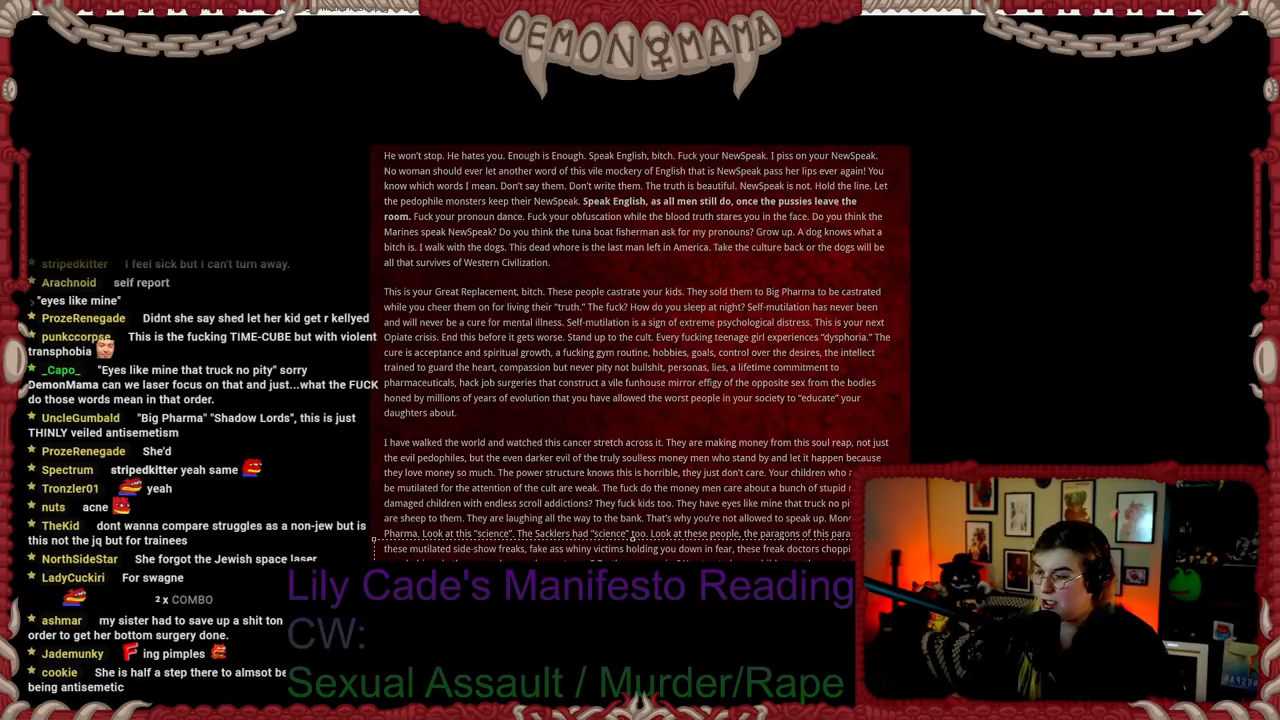 DEMON MAMA
He won't stop. He hates you. Enough is Enough. Speak English, bitch. Fuck your NewSpeak. I piss on your NewSpeak.
No woman should ever let another word of this vile mockery of English that is NewSpeak pass her lips ever again! You
know which words I mean. Don't say them. Don't write them. The truth is beautiful. NewSpeak is not. Hold the line. Let
the pedophile monsters keep their NewSpeak. Speak English, as all men still do, once the pussies leave the
room. Fuck your pronoun dance. Fuck your obfuscation while the blood truth stares you in the face. Do you think the
Marines speak NewSpeak? Do you think the tuna boat fisherman ask for my pronouns? Grow up. A dog knows what a
bitch is. I walk with the dogs. This dead whore is the last man left in America. Take the culture back or the dogs will be
all that survives of Western Civilization.
This is your Great Replacement, bitch. These people castrate your kids. They sold them to Big Pharma to be castrated
while you cheer them on for living their “truth.” The fuck? How do you sleep at night? Self-mutilation has never been
and will never be a cure for mental illness. Self-mutilation is a sign of extreme psychological distress. This is your next
Opiate crisis. End this before it gets worse. Stand up to the cult. Every fucking teenage girl experiences “dysphoria.” The
cure is acceptance and spiritual growth, a fucking gym routine, hobbies, goals, control over the desires, the intellect
trained to guard the heart, compassion but never pity not bullshit, personas, lies, a lifetime commitment to
pharmaceuticals, hack job surgeries that construct a vile funhouse mirror effigy of the opposite sex from the bodies
honed by millions of years of evolution that you have allowed the worst people in your society to “educate” your
daughters about.
I have walked the world and watched this cancer stretch across it. They are making money from this soul reap, not just
the evil pedophiles, but the even darker evil of the truly soulless money men who stand by and let it happen because
they love money so much. The power structure knows this is horrible, they just don't care. Your children who
be mutilated for the attention of the cult are weak. The fuck do the money men care about a bunch of stupid
damaged children with endless scroll addictions? They fuck kids too. They have eyes like mine that truck no pi
are sheep to them. They are laughing all the way to the bank. That's why you're not allowed to speak up. Mon
Pharma. Look at this “science”. The Sacklers had “science” too. Look at these people, the paragons of this para
these mutilated side-show freaks, fake ass whiny victims holding you down in fear, these freak doctors choppi
stripedkitter i feel sick but i can't turn away.
Arachnoid self report
"eyes like mine"
ProzeRenegade Didnt she say shed let her kid get r kellyed
punkccorpse This is the fucking TIME-CUBE but with violent
transphobia
_Capo_ "Eyes like mine that truck no pity" sorry
DemonMama can we laser focus on that and just...what the FUCK
do those words mean in that order.
UncleGumbald "Big Pharma" "Shadow Lords", this is just
THINLY veiled antisemetism
ProzeRenegade She'd
Spectrum stripedkitter yeah same
Tronzler01 yeah
nuts acne
TheKid dont wanna compare struggles as a non-jew but is
this not the jq but for trainees
NorthSideStar She forgot the Jewish space laser
LadyCuckiri For swagne
2 x COMBO
ashmar my sister had to save up a shit ton
order to get her bottom surgery done.
Jademunky F ing pimples
cookie She is half a step there to almsot be
being antisemetic
Lily Cade's Manifesto Reading
CW:
Sexual Assault / Murder/Rape